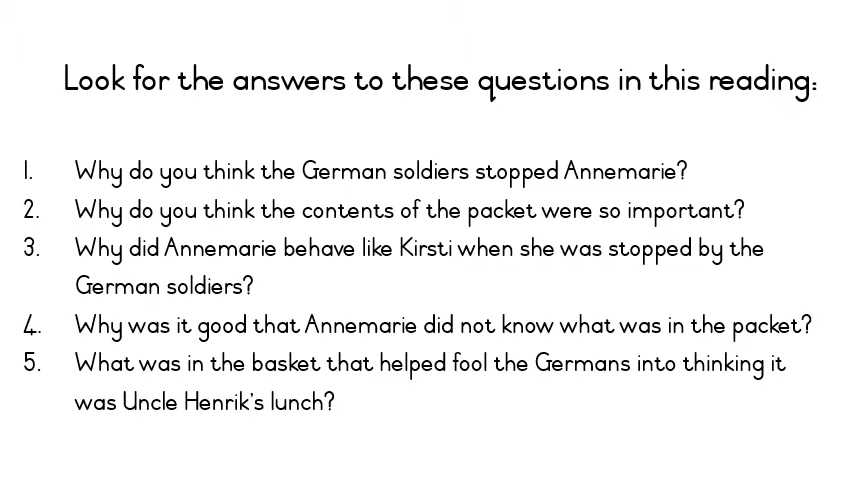 Look for the answers to these questions in this reading:
1. Why do you think the German soldiers stopped Annemarie?
2. Why do you think the contents of the packet were so important?
3. Why did Annemarie behave like Kirsti when she was stopped by the
German soldiers?
4. Why was it good that Annemarie did not know what was in the packet?
5. What was in the basket that helped fool the Germans into thinking it
was Uncle Henrik's lunch?